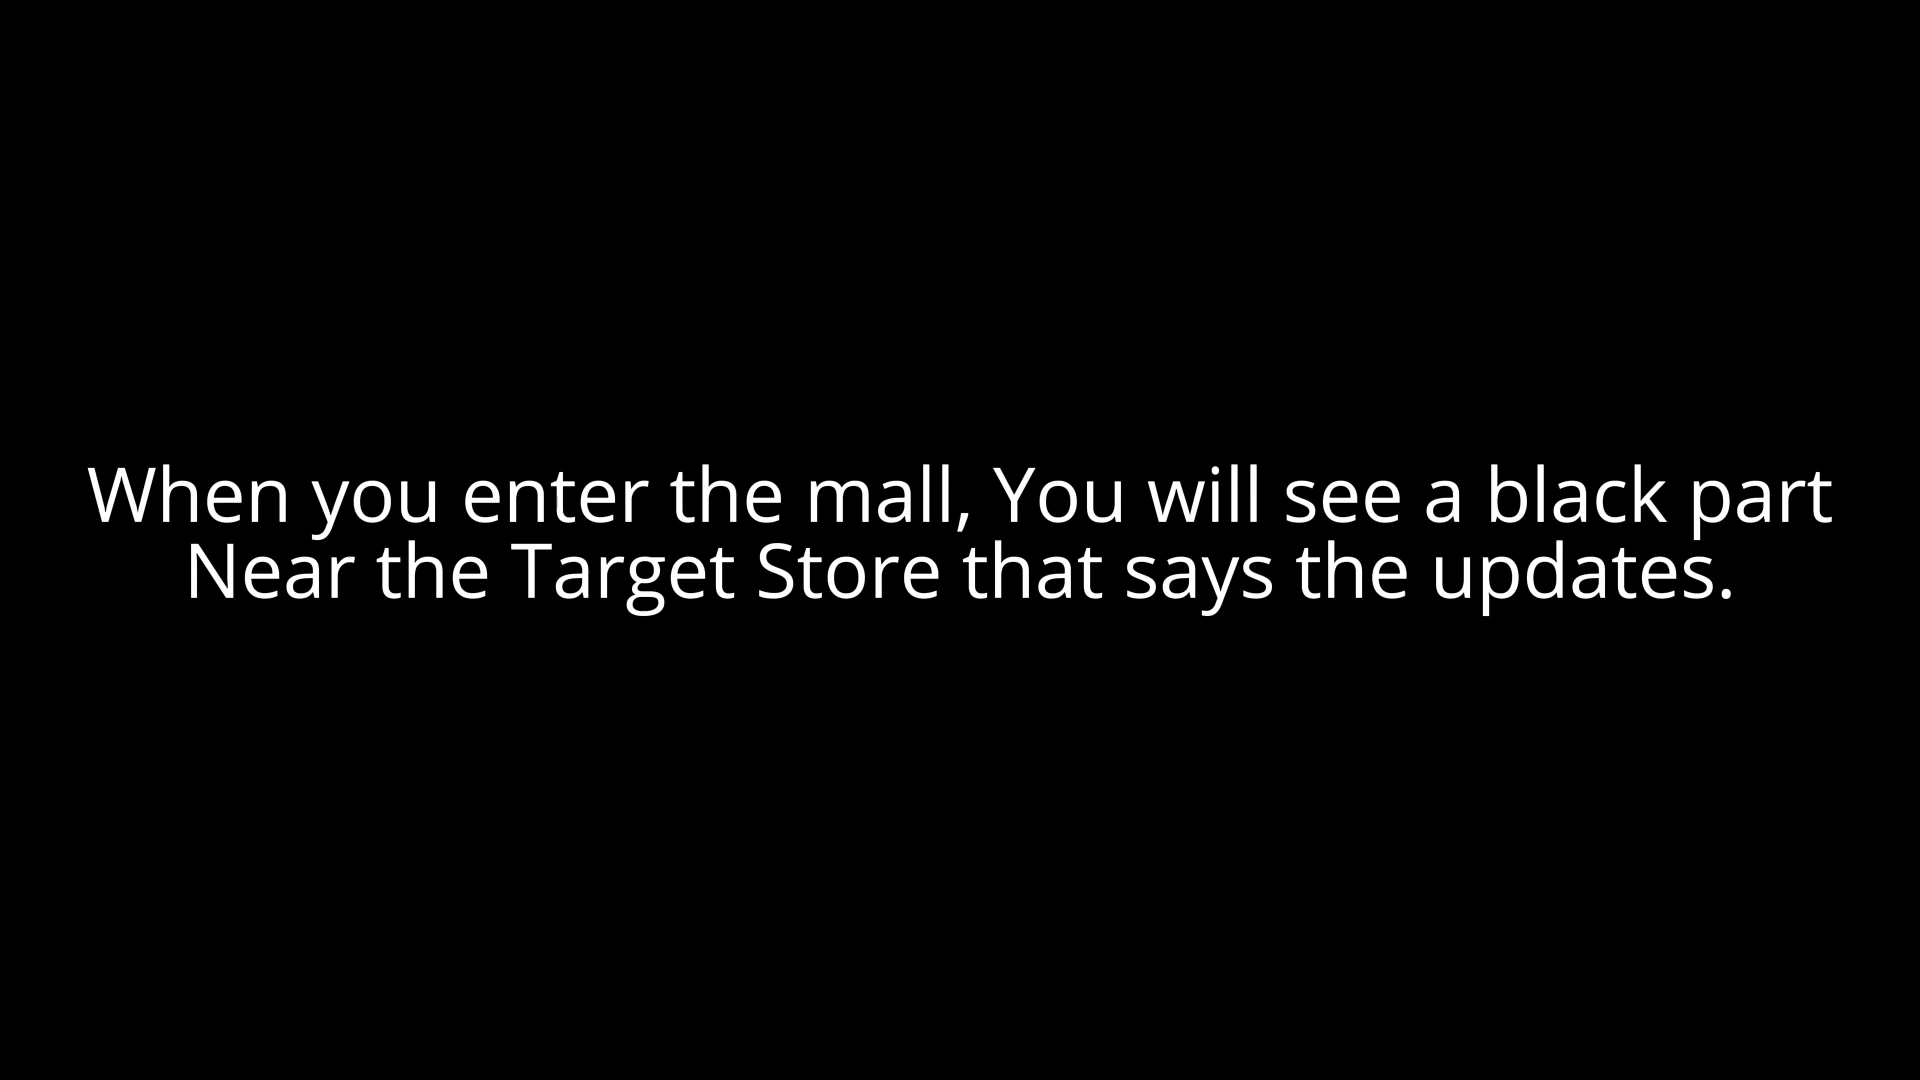 When you enter the mall, You will see a black part
Near the Target Store that says the updates.